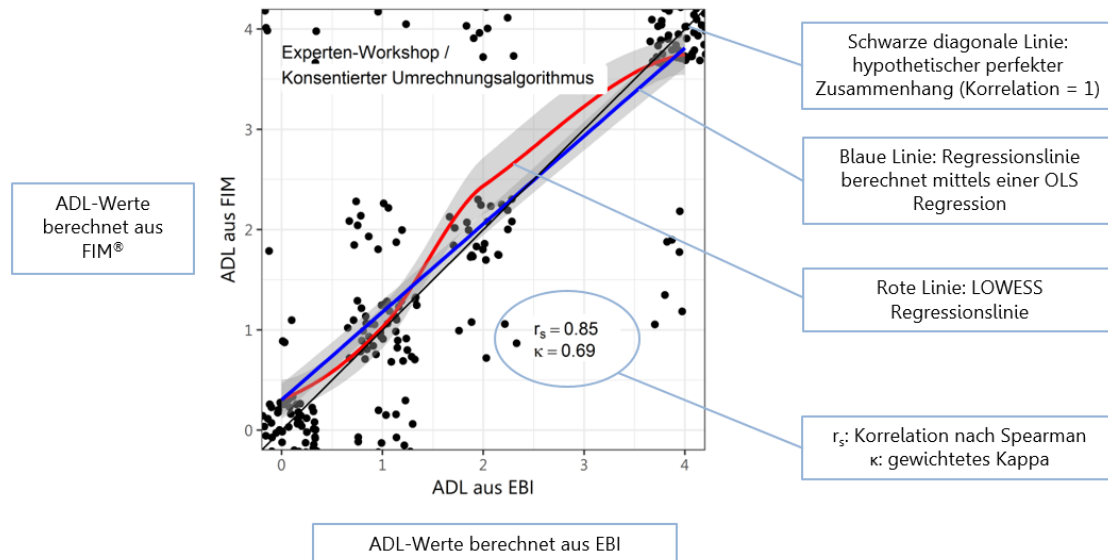 Experten-Workshop /
Konsentierter Umrechnungsalgorithmus
ADL aus FIM
4
3
2
1
0
0
1
2
3
4
ADL aus EBI
rs = 0.85
κ = 0.69
ADL-Werte
berechnet aus
FIM®
Schwarze diagonale Linie:
hypothetischer perfekter
Zusammenhang (Korrelation = 1)
Blaue Linie: Regressionslinie
berechnet mittels einer OLS
Regression
Rote Linie: LOWESS
Regressionslinie
rs: Korrelation nach Spearman
κ: gewichtetes Kappa
ADL-Werte berechnet aus EBI